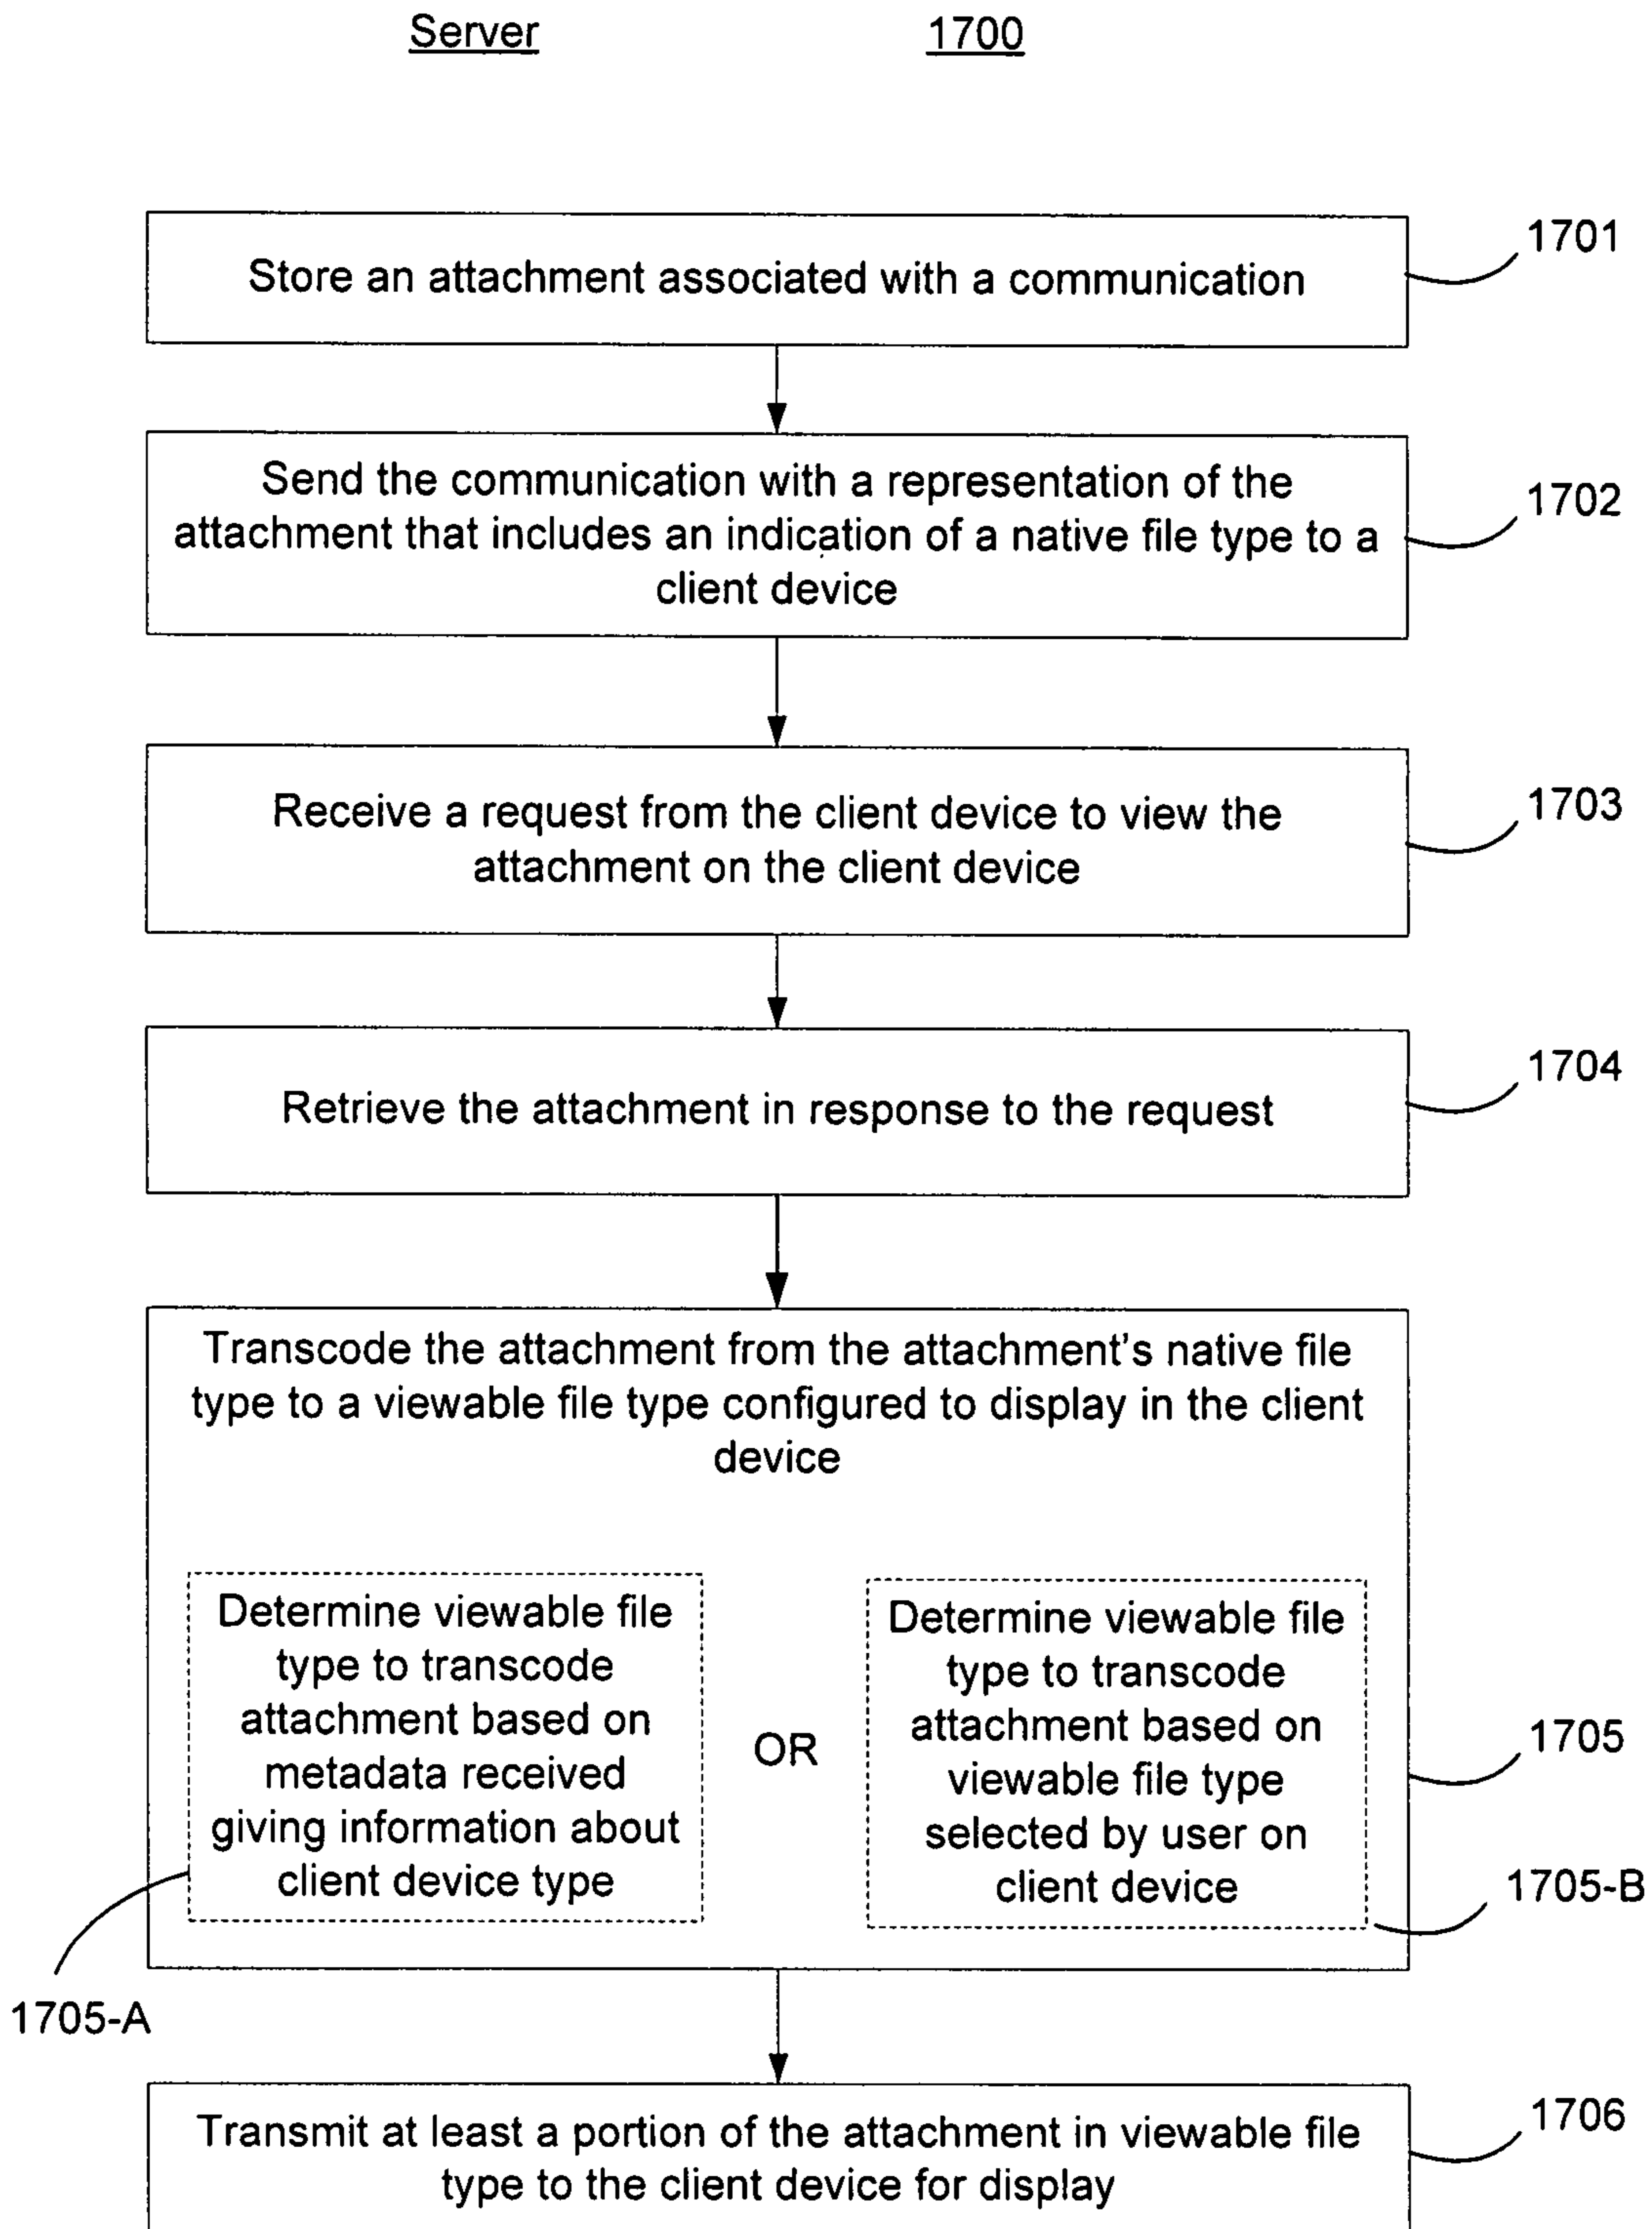 Server
1700
Store an attachment associated with a communication
1701
Send the communication with a representation of the
attachment that includes an indication of a native file type to a
client device
1702
Receive a request from the client device to view the
attachment on the client device
1703
Retrieve the attachment in response to the request
1704
Transcode the attachment from the attachment's native file
type to a viewable file type configured to display in the client
device
Determine viewable file
type to transcode
attachment based on
metadata received
giving information about
client device type
OR
Determine viewable file
type to transcode
attachment based on
viewable file type
selected by user on
client device
1705
1705-B
1705-A
Transmit at least a portion of the attachment in viewable file
type to the client device for display
1706